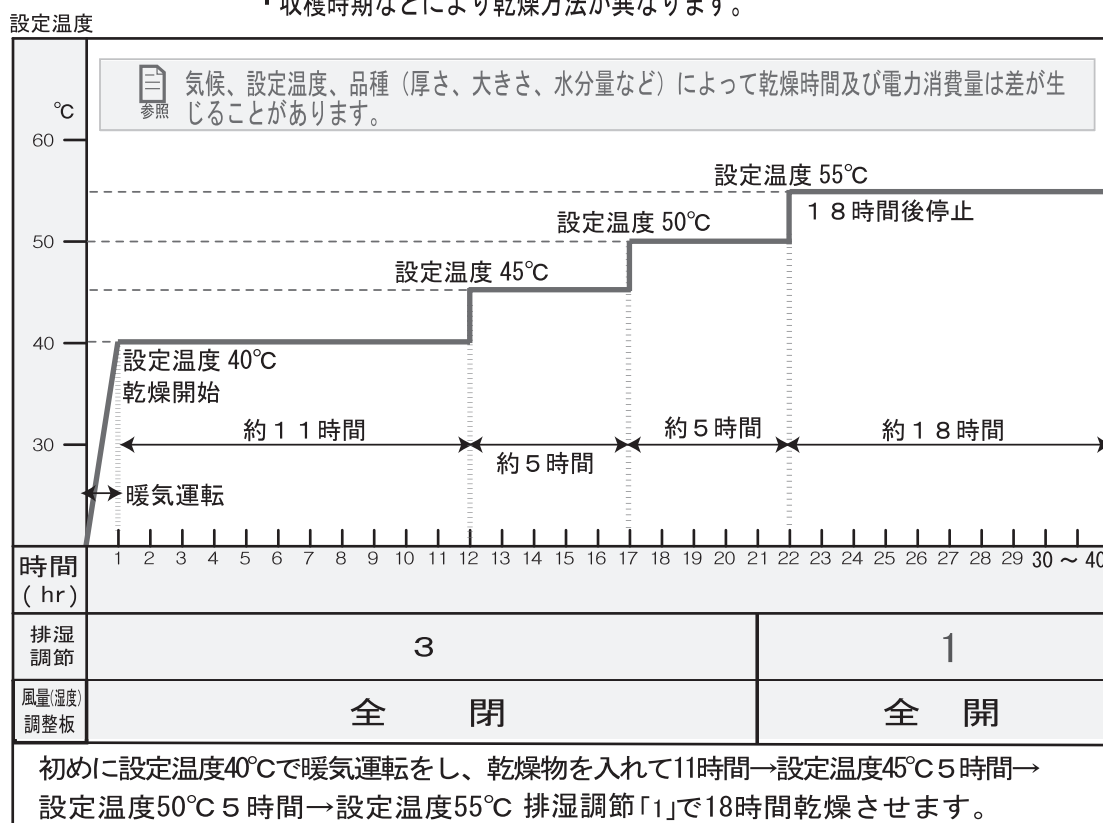 ・収穫時期などにより乾燥方法が異なります。
設定温度
℃
参照
気候、設定温度、品種（厚さ、大きさ、水分量など）によって乾燥時間及び電力消費量は差が生
じることがあります。
60
設定温度 55℃
18時間後停止
設定温度 50℃
50
設定温度 45℃
40
設定温度 40℃
乾燥開始
約11時間
約5時間
約5時間
約18時間
30
暖気運転
時間
(hr)
1 2 3 4 5 6 7 8 9 10 11 12 13 14 15 16 17 18 19 20 21 22 23 24 25 26 27 28 29 30 ～ 40
排湿
調節
3
1
風量(湿度)
調整板
全 閉
全 開
初めに設定温度40℃で暖気運転をし、乾燥物を入れて11時間→設定温度45℃5時間→
設定温度50℃5時間→設定温度55℃ 排湿調節「1」で18時間乾燥させます。